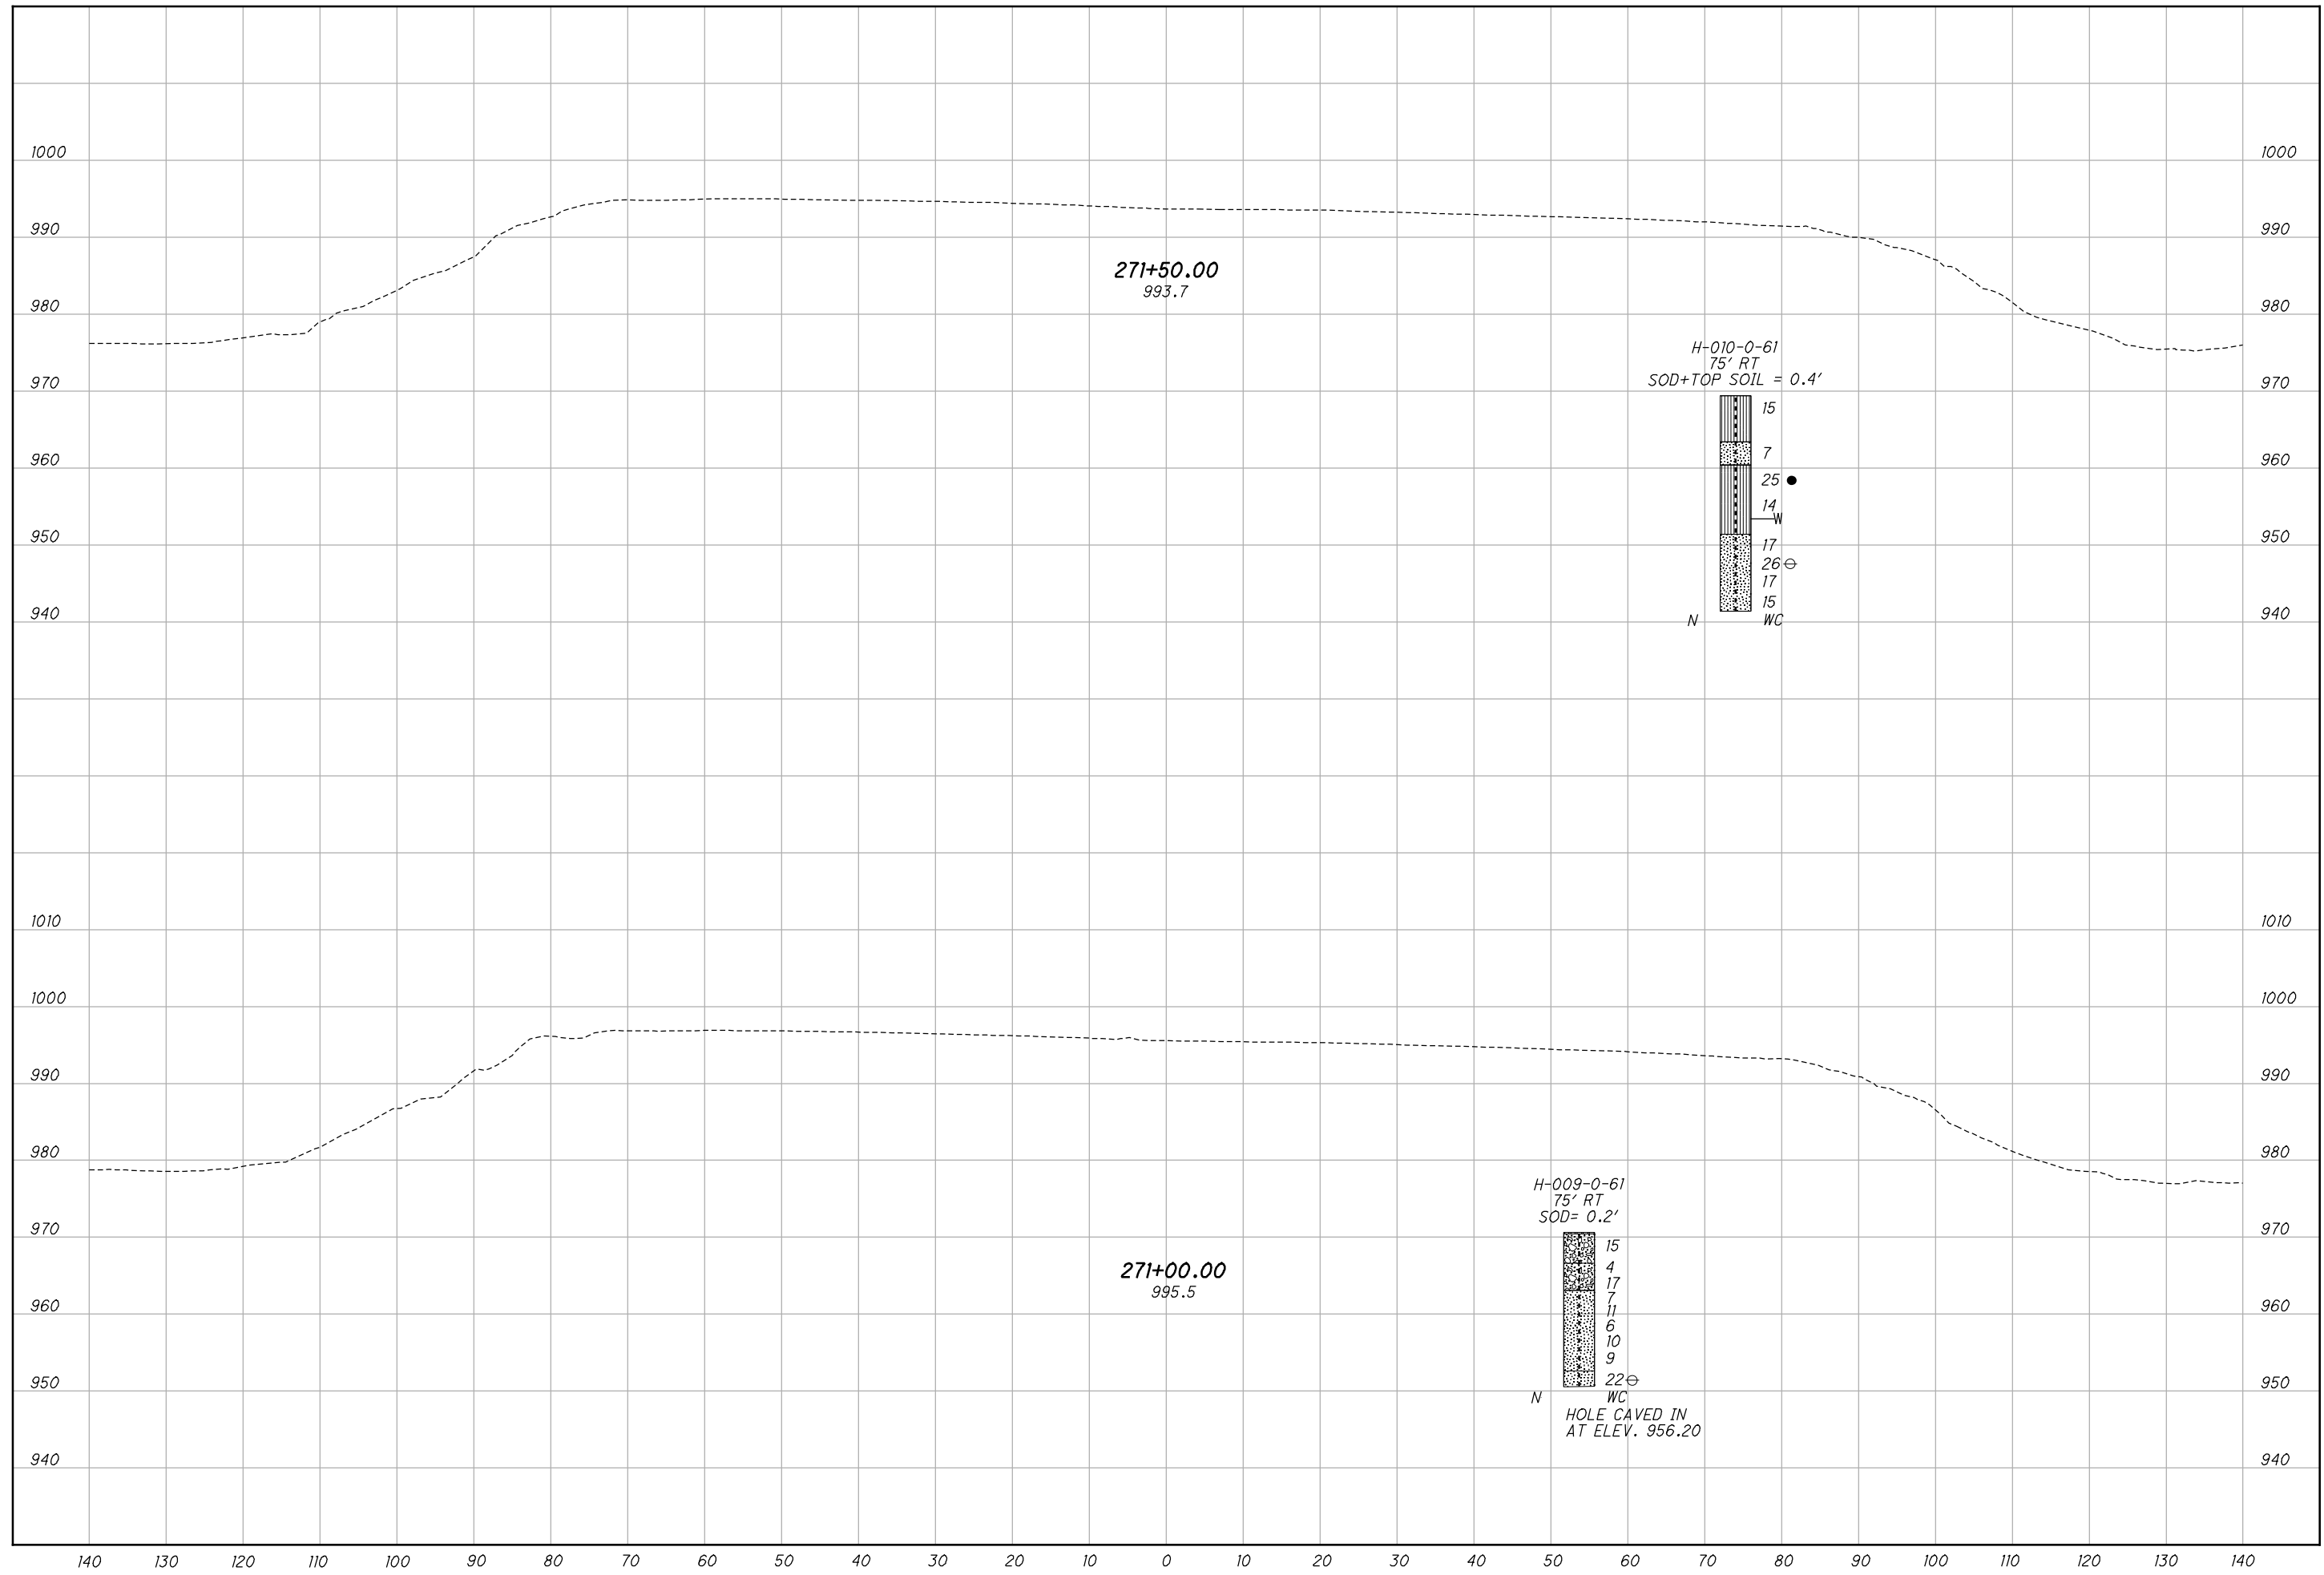 1000 1000
990 990
271+50.00
993.7
980 980
H-010-0-61
75' RT
970 SOD+TOP SOIL = 0.4' 970
15
7
960 960
25
14
W
950 17 950
26
17
15
940 N WC 940
1010 1010
1000 1000
990 990
980 980
H-009-0-61
75' RT
SOD= 0.2'
970 970
15
4
271+00.00
17
995.5
7
960 11 960
6
10
9
950 22 950
N WC
HOLE CAVED IN
AT ELEV. 956.20
940 940
140 130 120 110 100 90 80 70 60 50 40 30 20 10 0 10 20 30 40 50 60 70 80 90 100 110 120 130 140